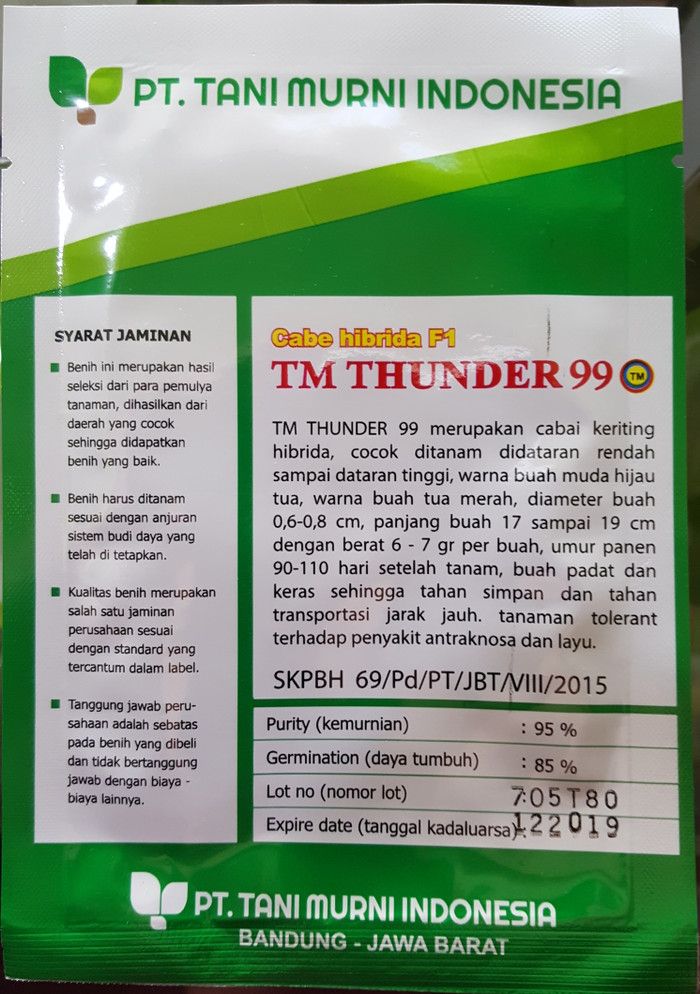 PT. TANI MURNI INDONESIA
SYARAT JAMINAN
Benih ini merupakan hasil
seleksi dari para pemulya
tanaman, dihasilkan dari
daerah yang cocok
sehingga didapatkan
benih yang baik.
Benih harus ditanam
sesuai dengan anjuran
sistem budi daya yang
telah di tetapkan.
Kualitas benih merupakan
salah satu jaminan
perusahaan sesuai
dengan standard yang
tercantum dalam label.
Tanggung jawab peru-
sahaan adalah sebatas
pada benih yang dibeli
dan tidak bertanggung
jawab dengan biaya -
biaya lainnya.
Cabe hibrida F1
TM THUNDER 99 TM
TM THUNDER 99 merupakan cabai keriting
hibrida, cocok ditanam didataran rendah
sampai dataran tinggi, warna buah muda hijau
tua, warna buah tua merah, diameter buah
0,6-0,8 cm, panjang buah 17 sampai 19 cm
dengan berat 6 - 7 gr per buah, umur panen
90-110 hari setelah tanam, buah padat dan
keras sehingga tahan simpan dan tahan
transportasi jarak jauh. tanaman tolerant
terhadap penyakit antraknosa dan layu.
SKPBH 69/Pd/PT/JBT/VIII/2015
Purity (kemurnian) : 95 %
Germination (daya tumbuh) : 85 %
Lot no (nomor lot) 705T80
Expire date (tanggal kadaluarsa): 122019
PT. TANI MURNI INDONESIA
BANDUNG - JAWA BARAT